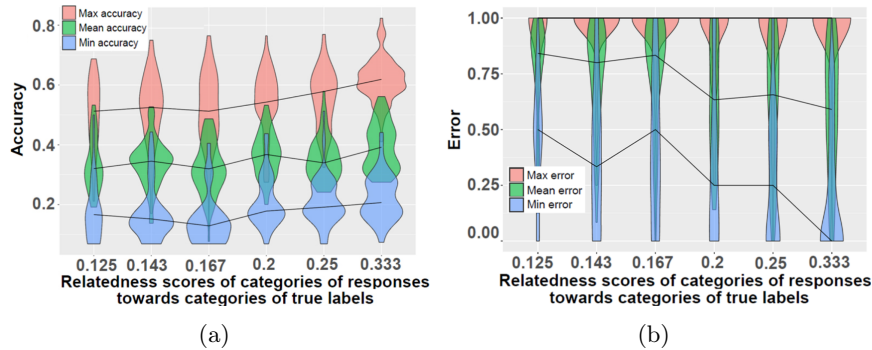 Max accuracy
Mean accuracy
Min accuracy
Accuracy
0.8
0.6
0.4
0.2
0.125 0.143 0.167 0.2 0.25 0.333
Relatedness scores of categories of responses
towards categories of true labels
(a)
Error
1.00
0.75
0.50
0.25
0.00
Max error
Mean error
Min error
0.125 0.143 0.167 0.2 0.25 0.333
Relatedness scores of categories of responses
towards categories of true labels
(b)